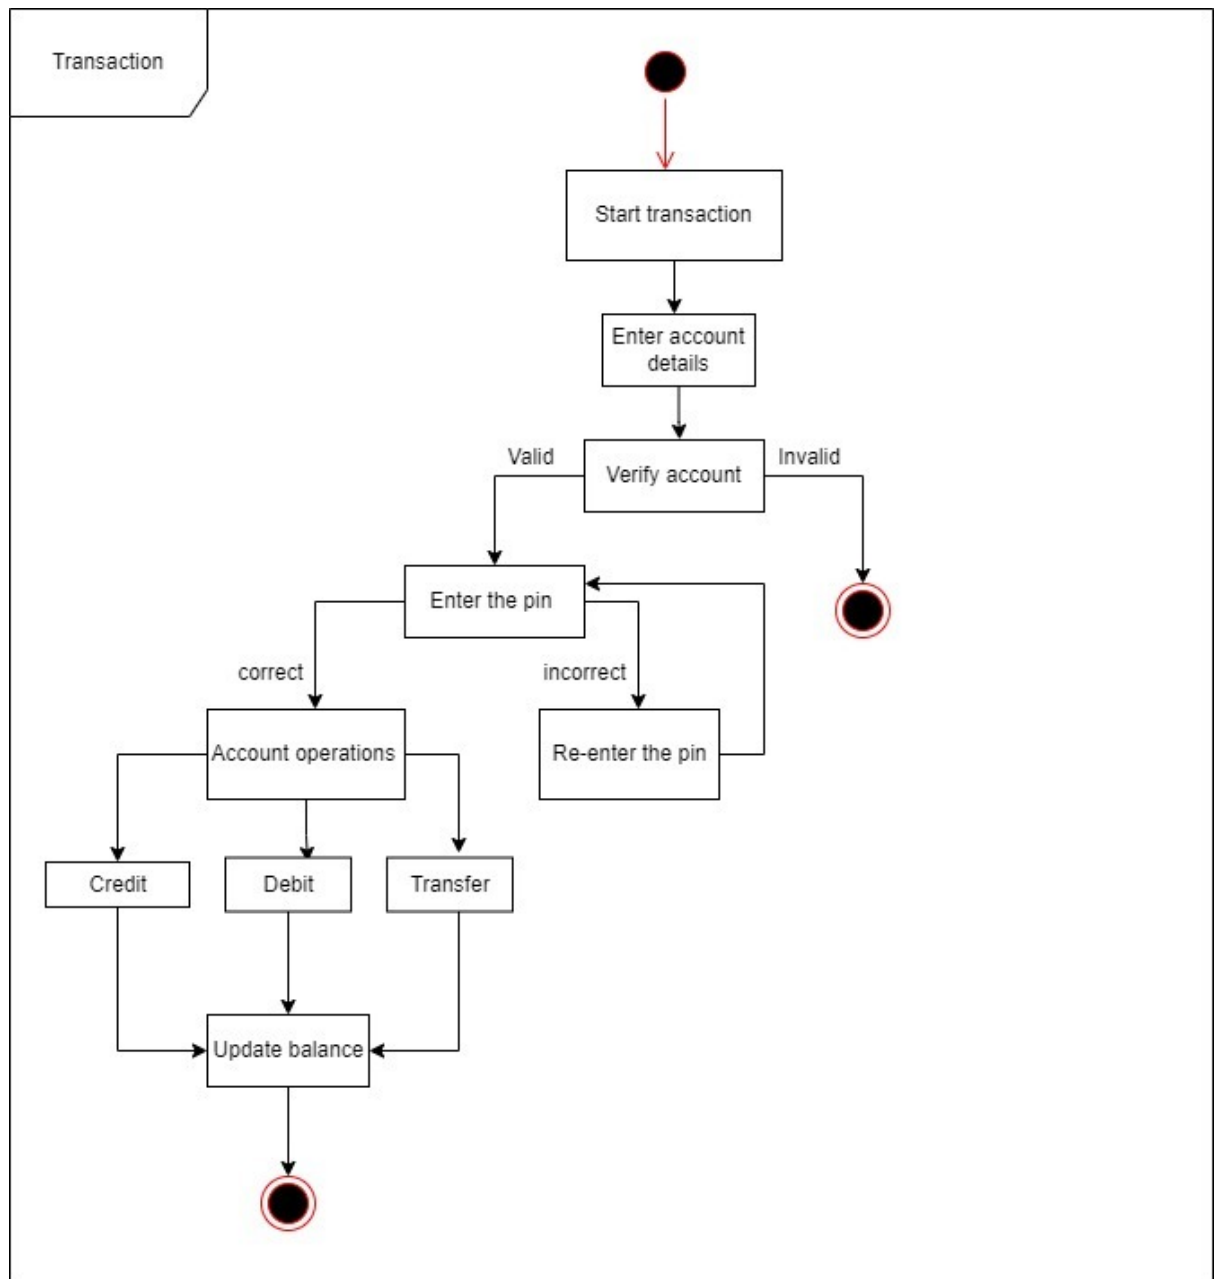 Transaction
Start transaction
Enter account
details
Valid
Verify account
Invalid
Enter the pin
correct
incorrect
Account operations
Re-enter the pin
Credit
Debit
Transfer
Update balance